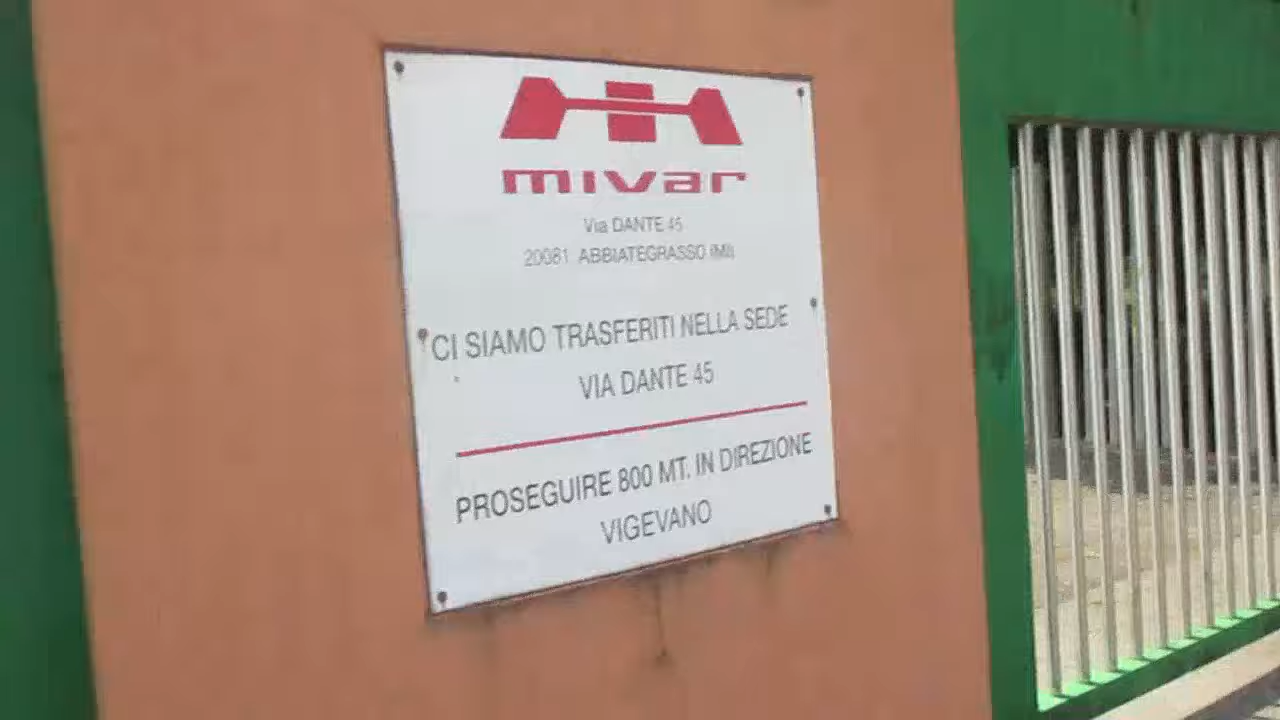 mivar
Via DANTE 45
20081 ABBIATEGRASSO (MI)
CI SIAMO TRASFERITI NELLA SEDE
VIA DANTE 45
PROSEGUIRE 800 MT. IN DIREZIONE
VIGEVANO